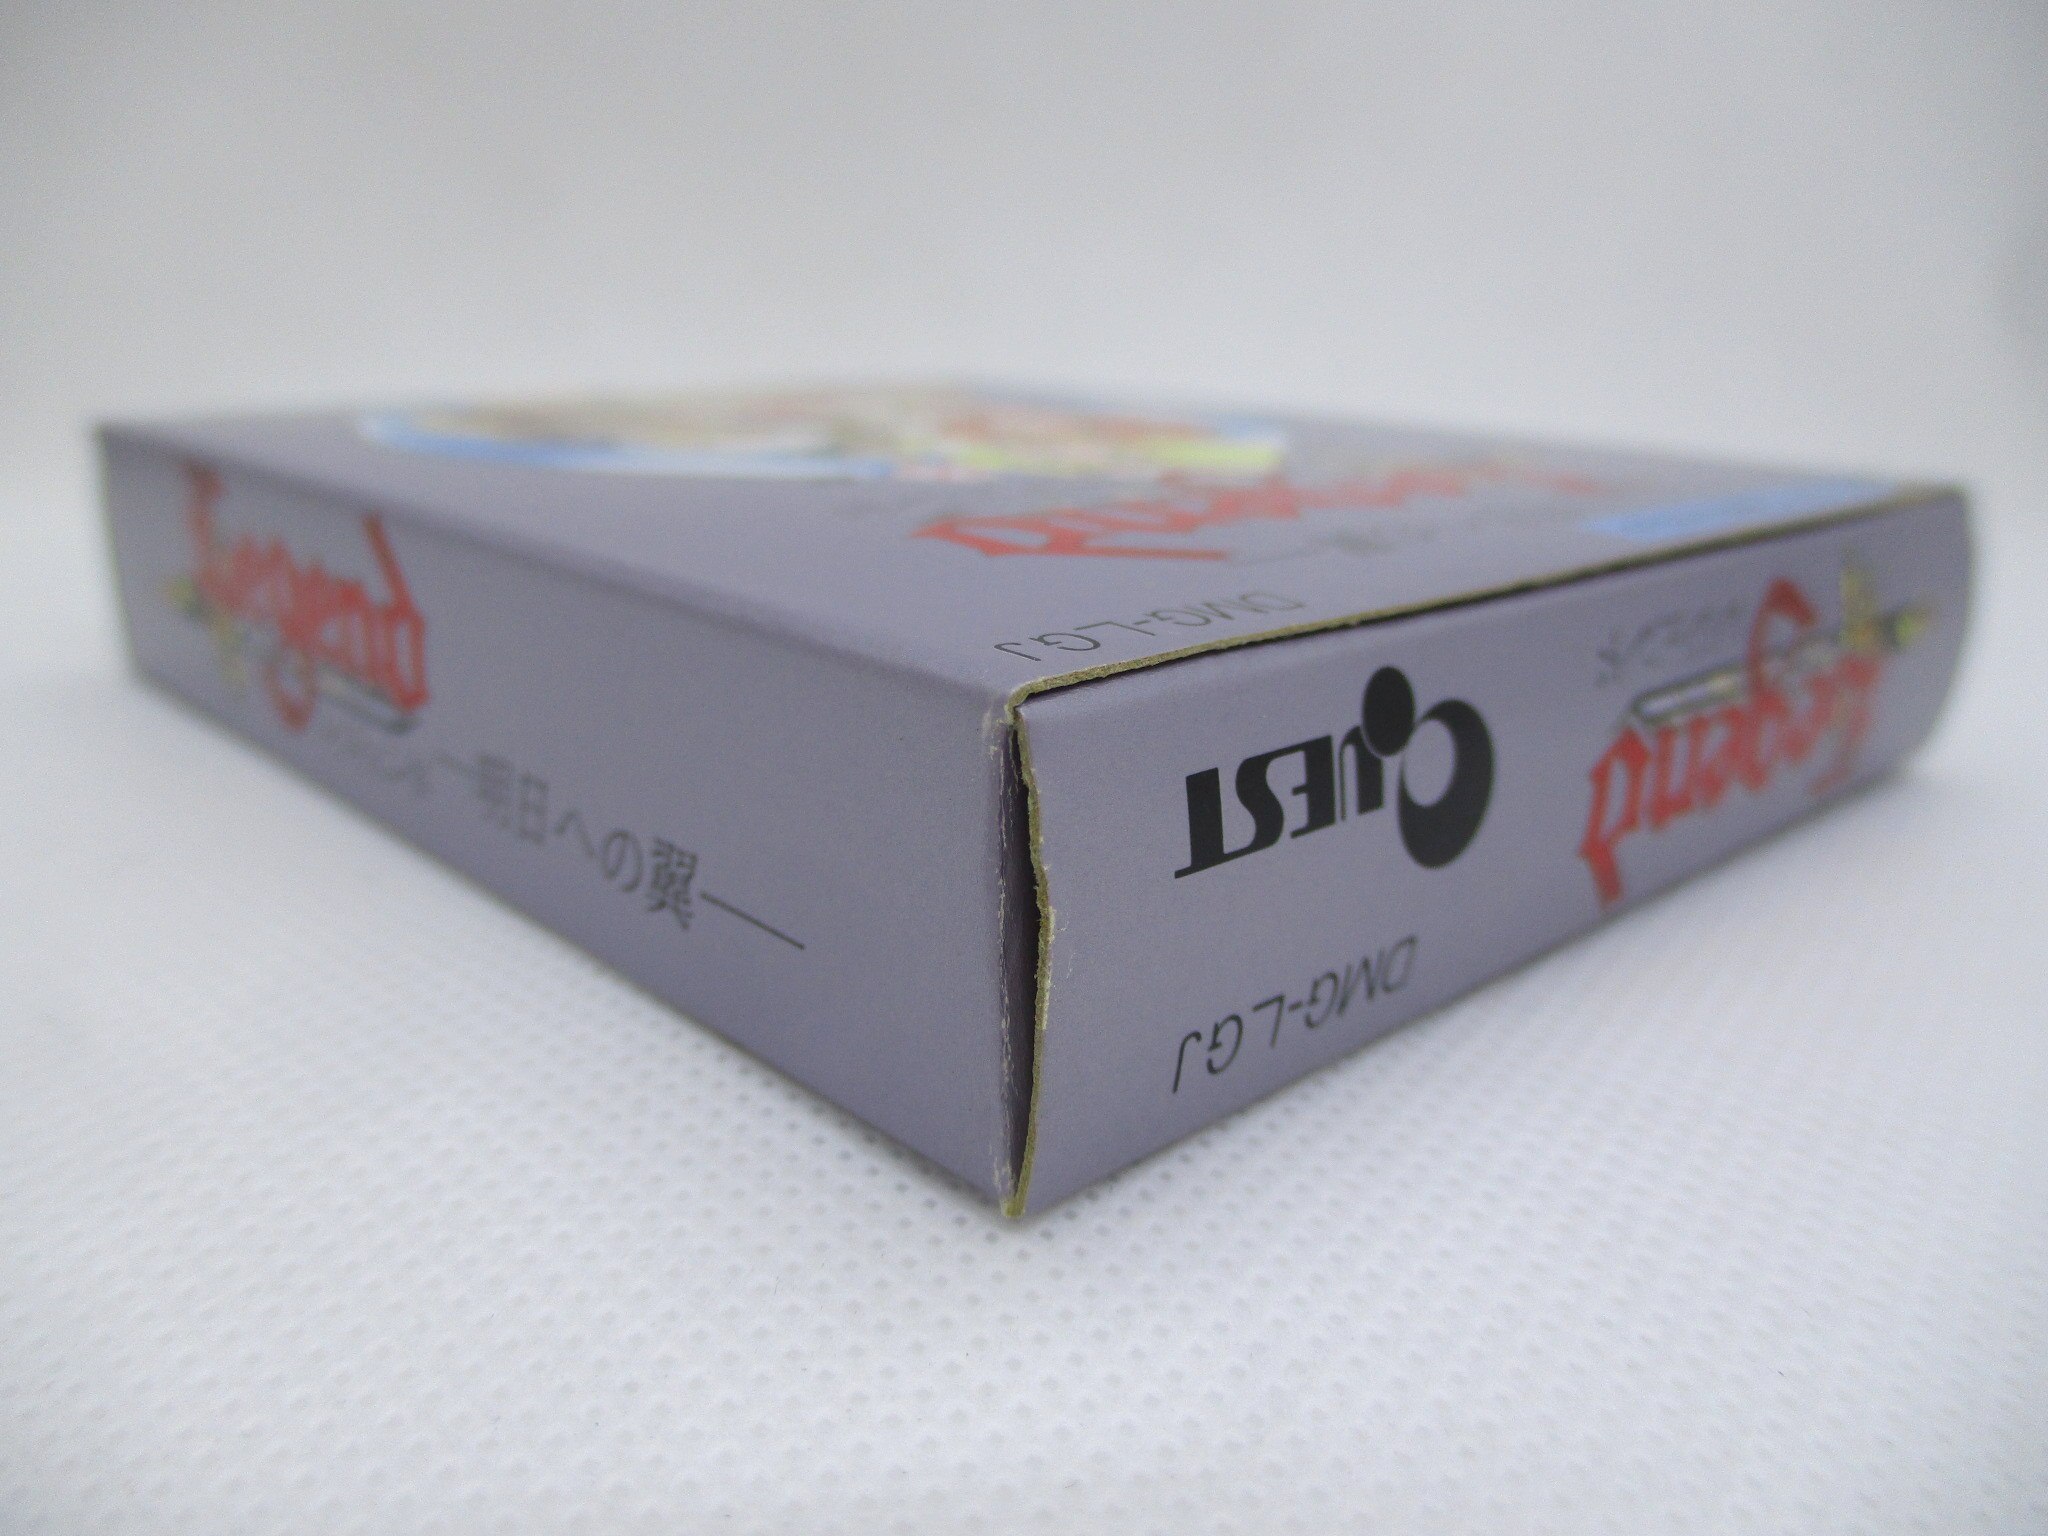 Legend
—明日への翼—
DMG-LGJ
QUEST
Legend
DMG-LGJ